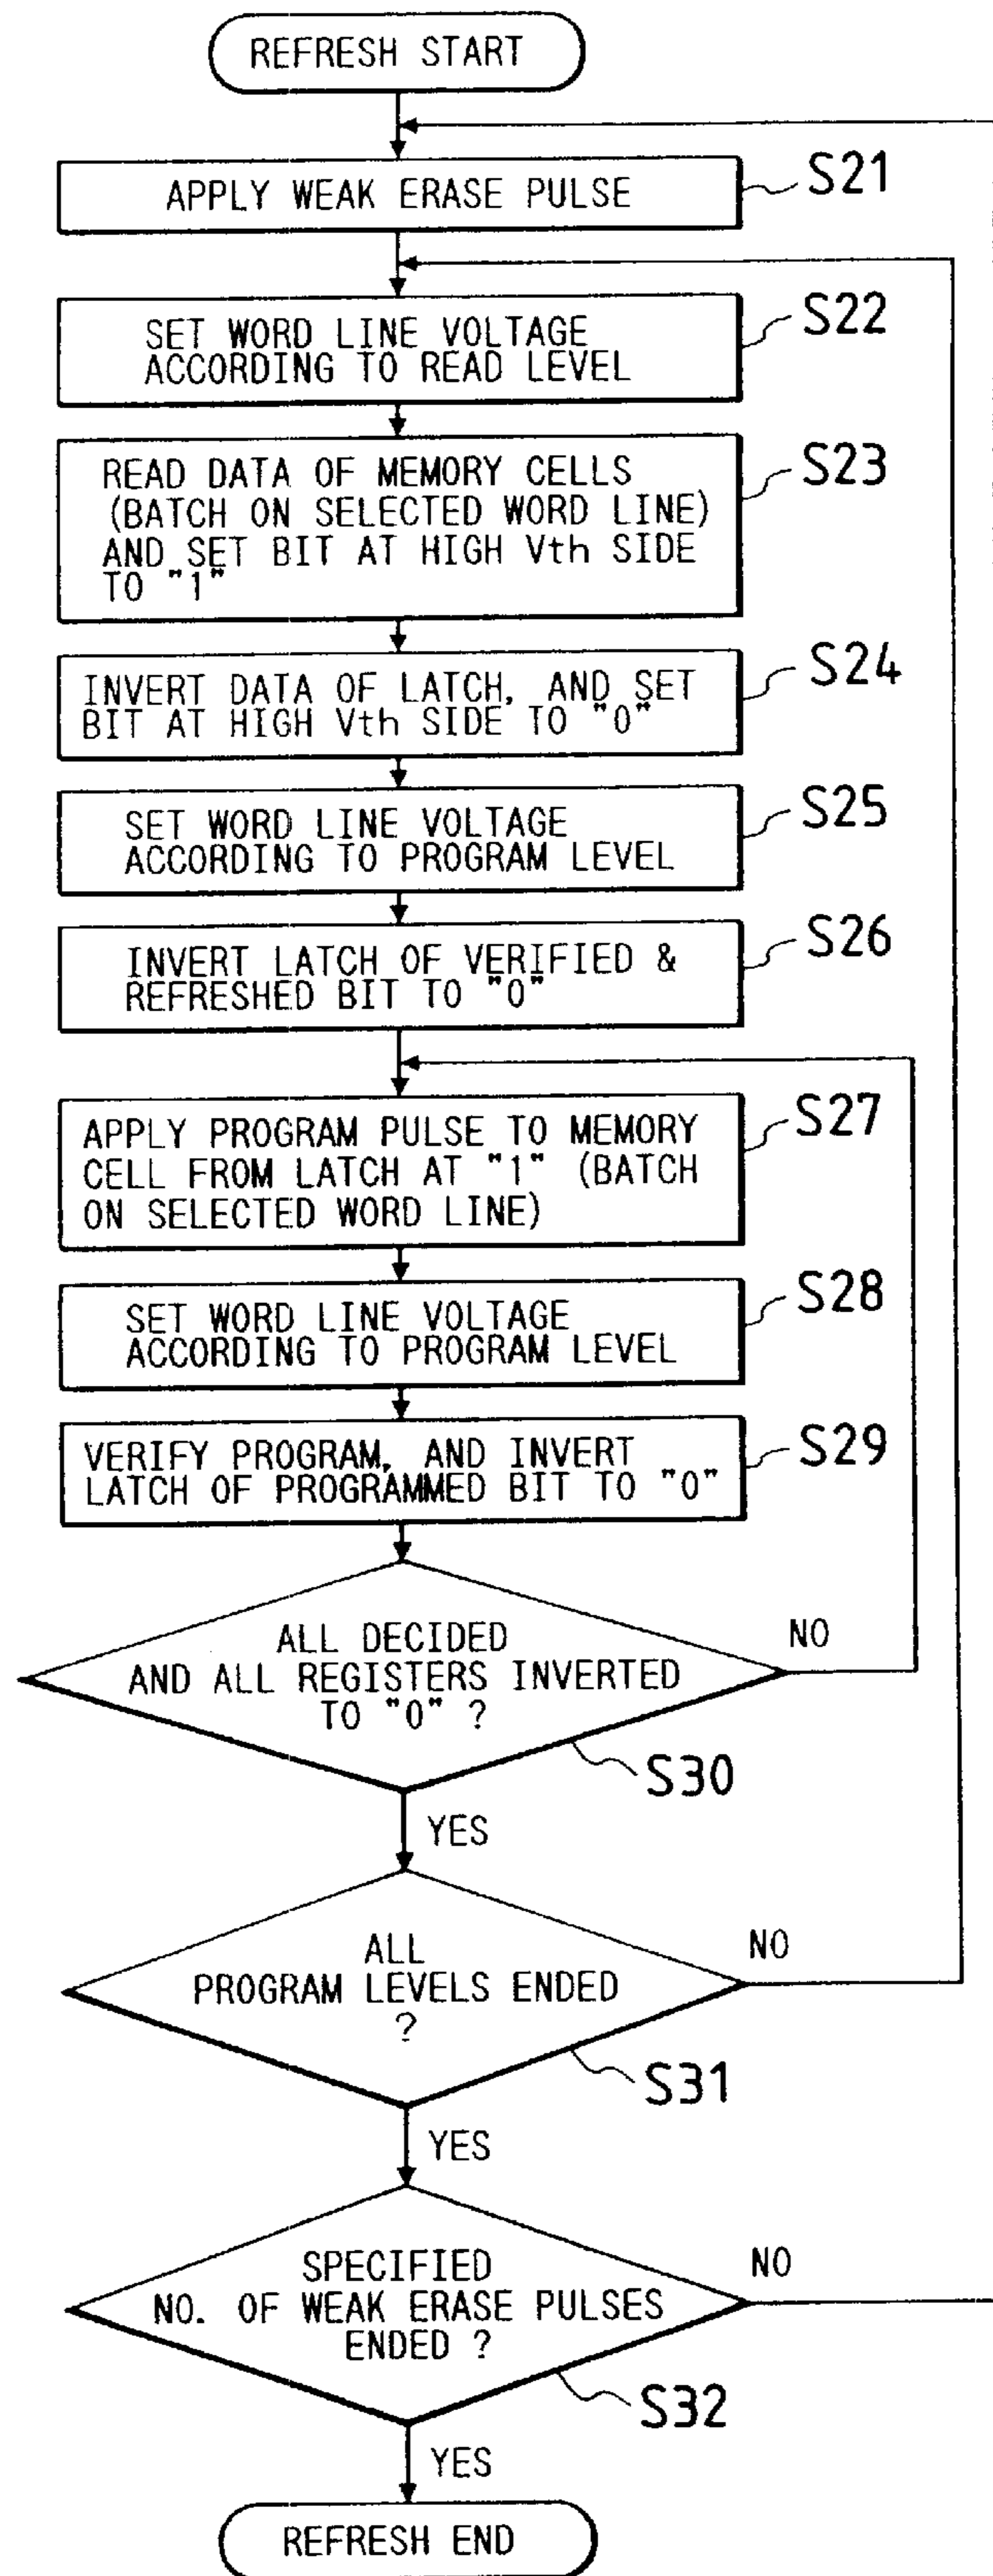 REFRESH START
APPLY WEAK ERASE PULSE
S21
SET WORD LINE VOLTAGE
ACCORDING TO READ LEVEL
S22
READ DATA OF MEMORY CELLS
(BATCH ON SELECTED WORD LINE)
AND SET BIT AT HIGH Vth SIDE
TO "1"
S23
INVERT DATA OF LATCH, AND SET
BIT AT HIGH Vth SIDE TO "0"
S24
SET WORD LINE VOLTAGE
ACCORDING TO PROGRAM LEVEL
S25
INVERT LATCH OF VERIFIED &
REFRESHED BIT TO "0"
S26
APPLY PROGRAM PULSE TO MEMORY
CELL FROM LATCH AT "1" (BATCH
ON SELECTED WORD LINE)
S27
SET WORD LINE VOLTAGE
ACCORDING TO PROGRAM LEVEL
S28
VERIFY PROGRAM, AND INVERT
LATCH OF PROGRAMMED BIT TO "0"
S29
ALL DECIDED
AND ALL REGISTERS INVERTED
TO "0" ?
NO
S30
YES
ALL
PROGRAM LEVELS ENDED
?
NO
S31
YES
SPECIFIED
NO. OF WEAK ERASE PULSES
ENDED ?
NO
S32
YES
REFRESH END